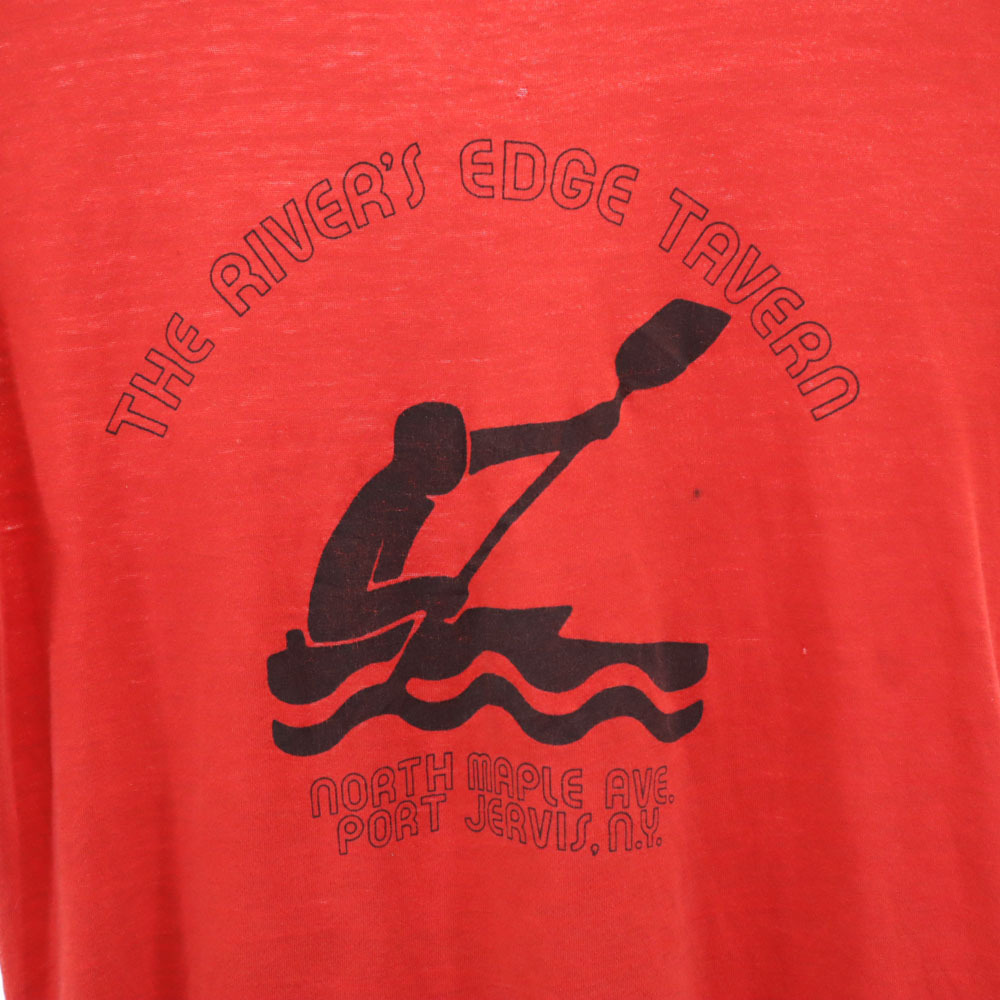 THE RIVER'S EDGE TAVERN
NORTH MAPLE AVE.
PORT JERVIS, N.Y.